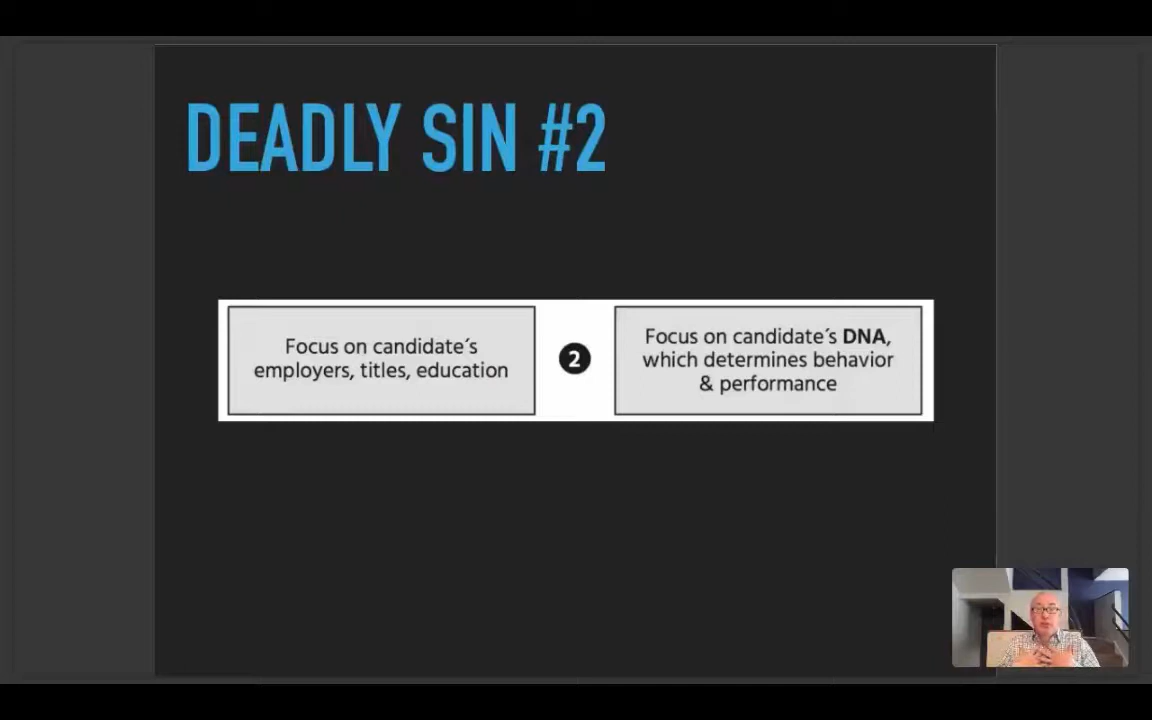 DEADLY SIN #2
Focus on candidate´s
employers, titles, education
2
Focus on candidate´s DNA,
which determines behavior
& performance